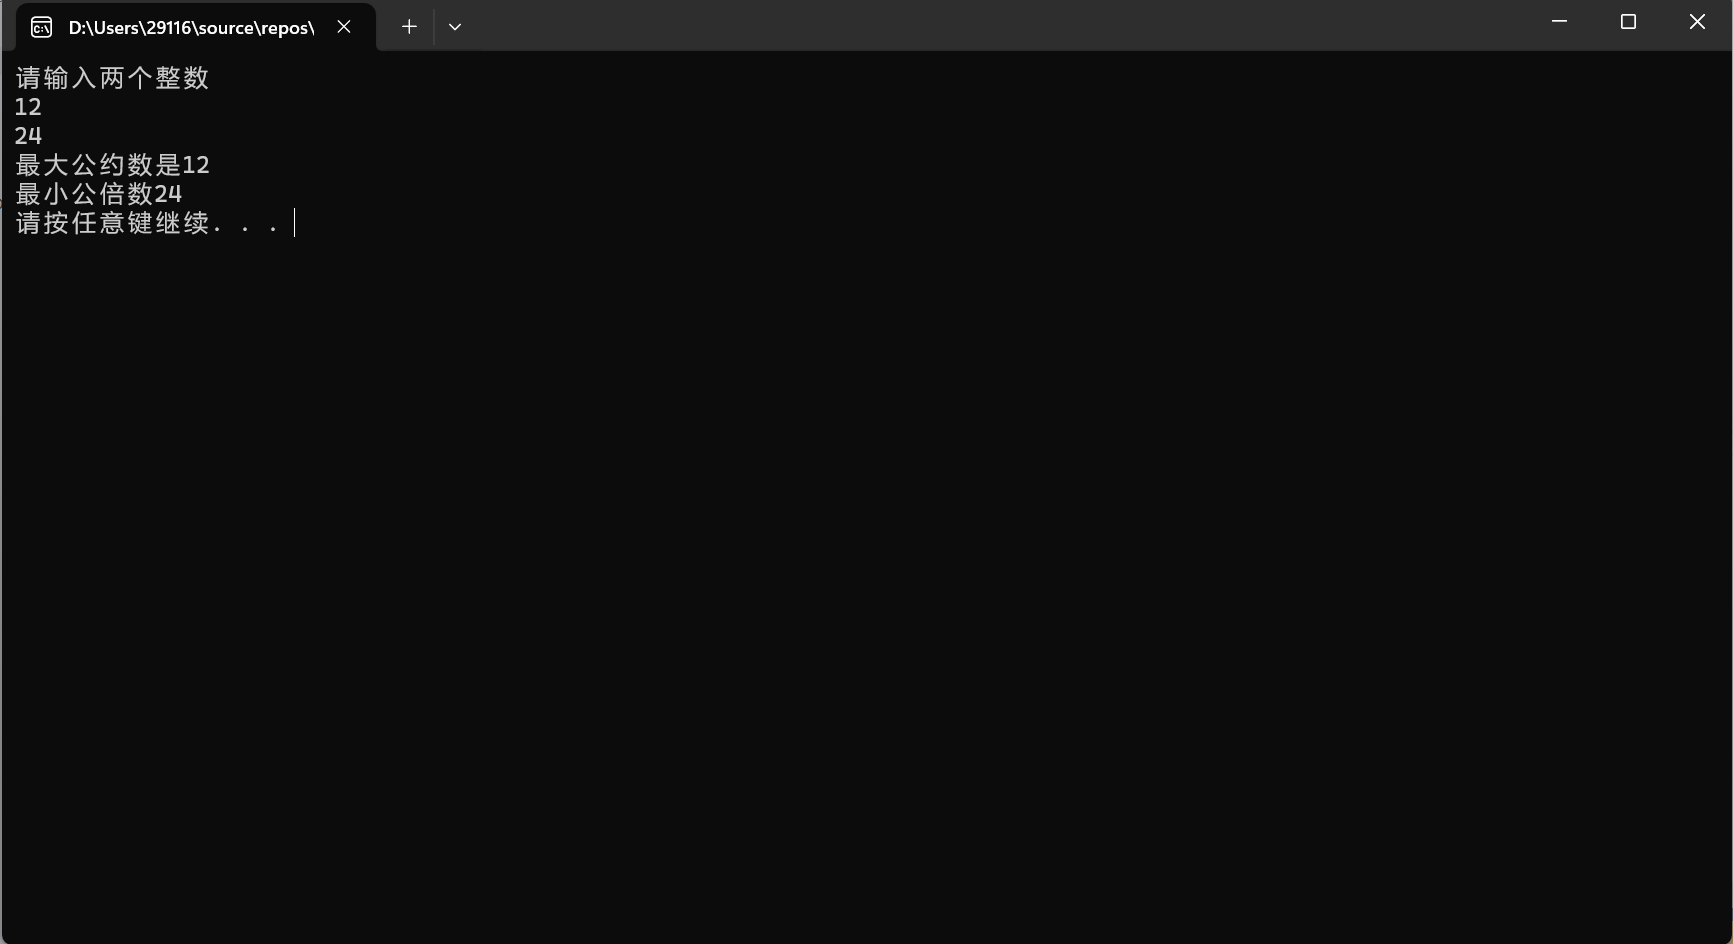 D:\Users\29116\source\repos\
请输入两个整数
12
24
最大公约数是12
最小公倍数24
请按任意键继续. . .